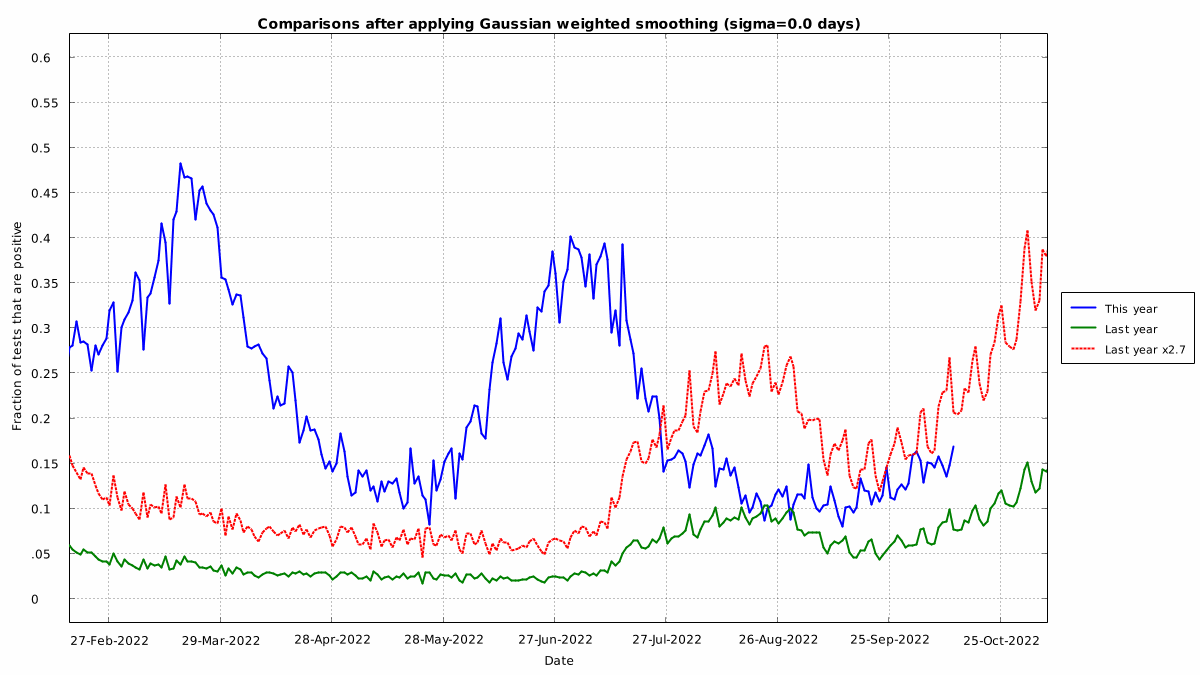 Comparisons after applying Gaussian weighted smoothing (sigma=0.0 days)
Fraction of tests that are positive
0.6
0.55
0.5
0.45
0.4
0.35
0.3
0.25
0.2
0.15
0.1
.05
0
27-Feb-2022 29-Mar-2022 28-Apr-2022 28-May-2022 27-Jun-2022 27-Jul-2022 26-Aug-2022 25-Sep-2022 25-Oct-2022
Date
This year
Last year
Last year x2.7